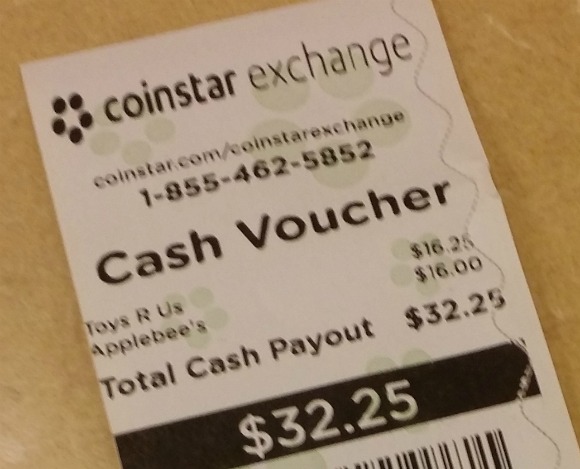 coinstar exchange
coinstar.com/coinstarexchange
1-855-462-5852
Cash Voucher
Toys R Us $16.25
Applebee's $16.00
Total Cash Payout $32.25
$32.25